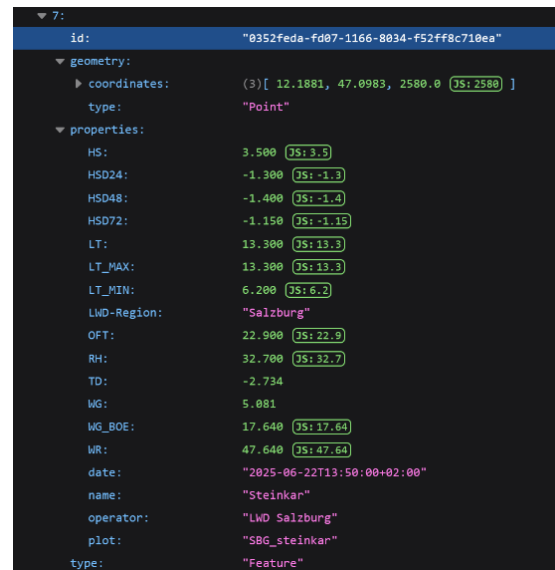 ▼ 7:
id: "0352feda-fd07-1166-8034-f52ff8c710ea"
▼ geometry:
▶ coordinates: (3)[ 12.1881, 47.0983, 2580.0 JS:2580 ]
type: "Point"
▼ properties:
HS: 3.500 JS:3.5
HSD24: -1.300 JS:-1.3
HSD48: -1.400 JS:-1.4
HSD72: -1.150 JS:-1.15
LT: 13.300 JS:13.3
LT_MAX: 13.300 JS:13.3
LT_MIN: 6.200 JS:6.2
LWD-Region: "Salzburg"
OFT: 22.900 JS:22.9
RH: 32.700 JS:32.7
TD: -2.734
WG: 5.081
WG_BOE: 17.640 JS:17.64
WR: 47.640 JS:47.64
date: "2025-06-22T13:50:00+02:00"
name: "Steinkar"
operator: "LWD Salzburg"
plot: "SBG_steinkar"
type: "Feature"